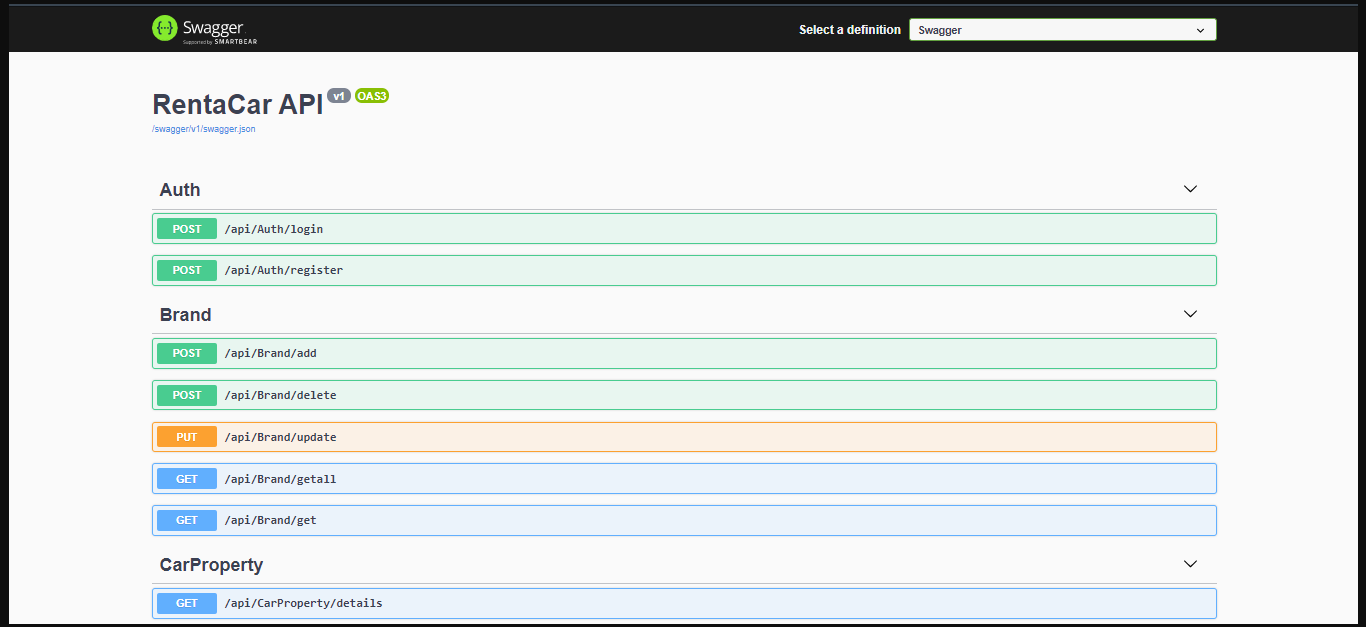 Swagger
Supported by SMARTBEAR
Select a definition
Swagger
RentaCar API v1 OAS3
/swagger/v1/swagger.json
Auth
POST /api/Auth/login
POST /api/Auth/register
Brand
POST /api/Brand/add
POST /api/Brand/delete
PUT /api/Brand/update
GET /api/Brand/getall
GET /api/Brand/get
CarProperty
GET /api/CarProperty/details